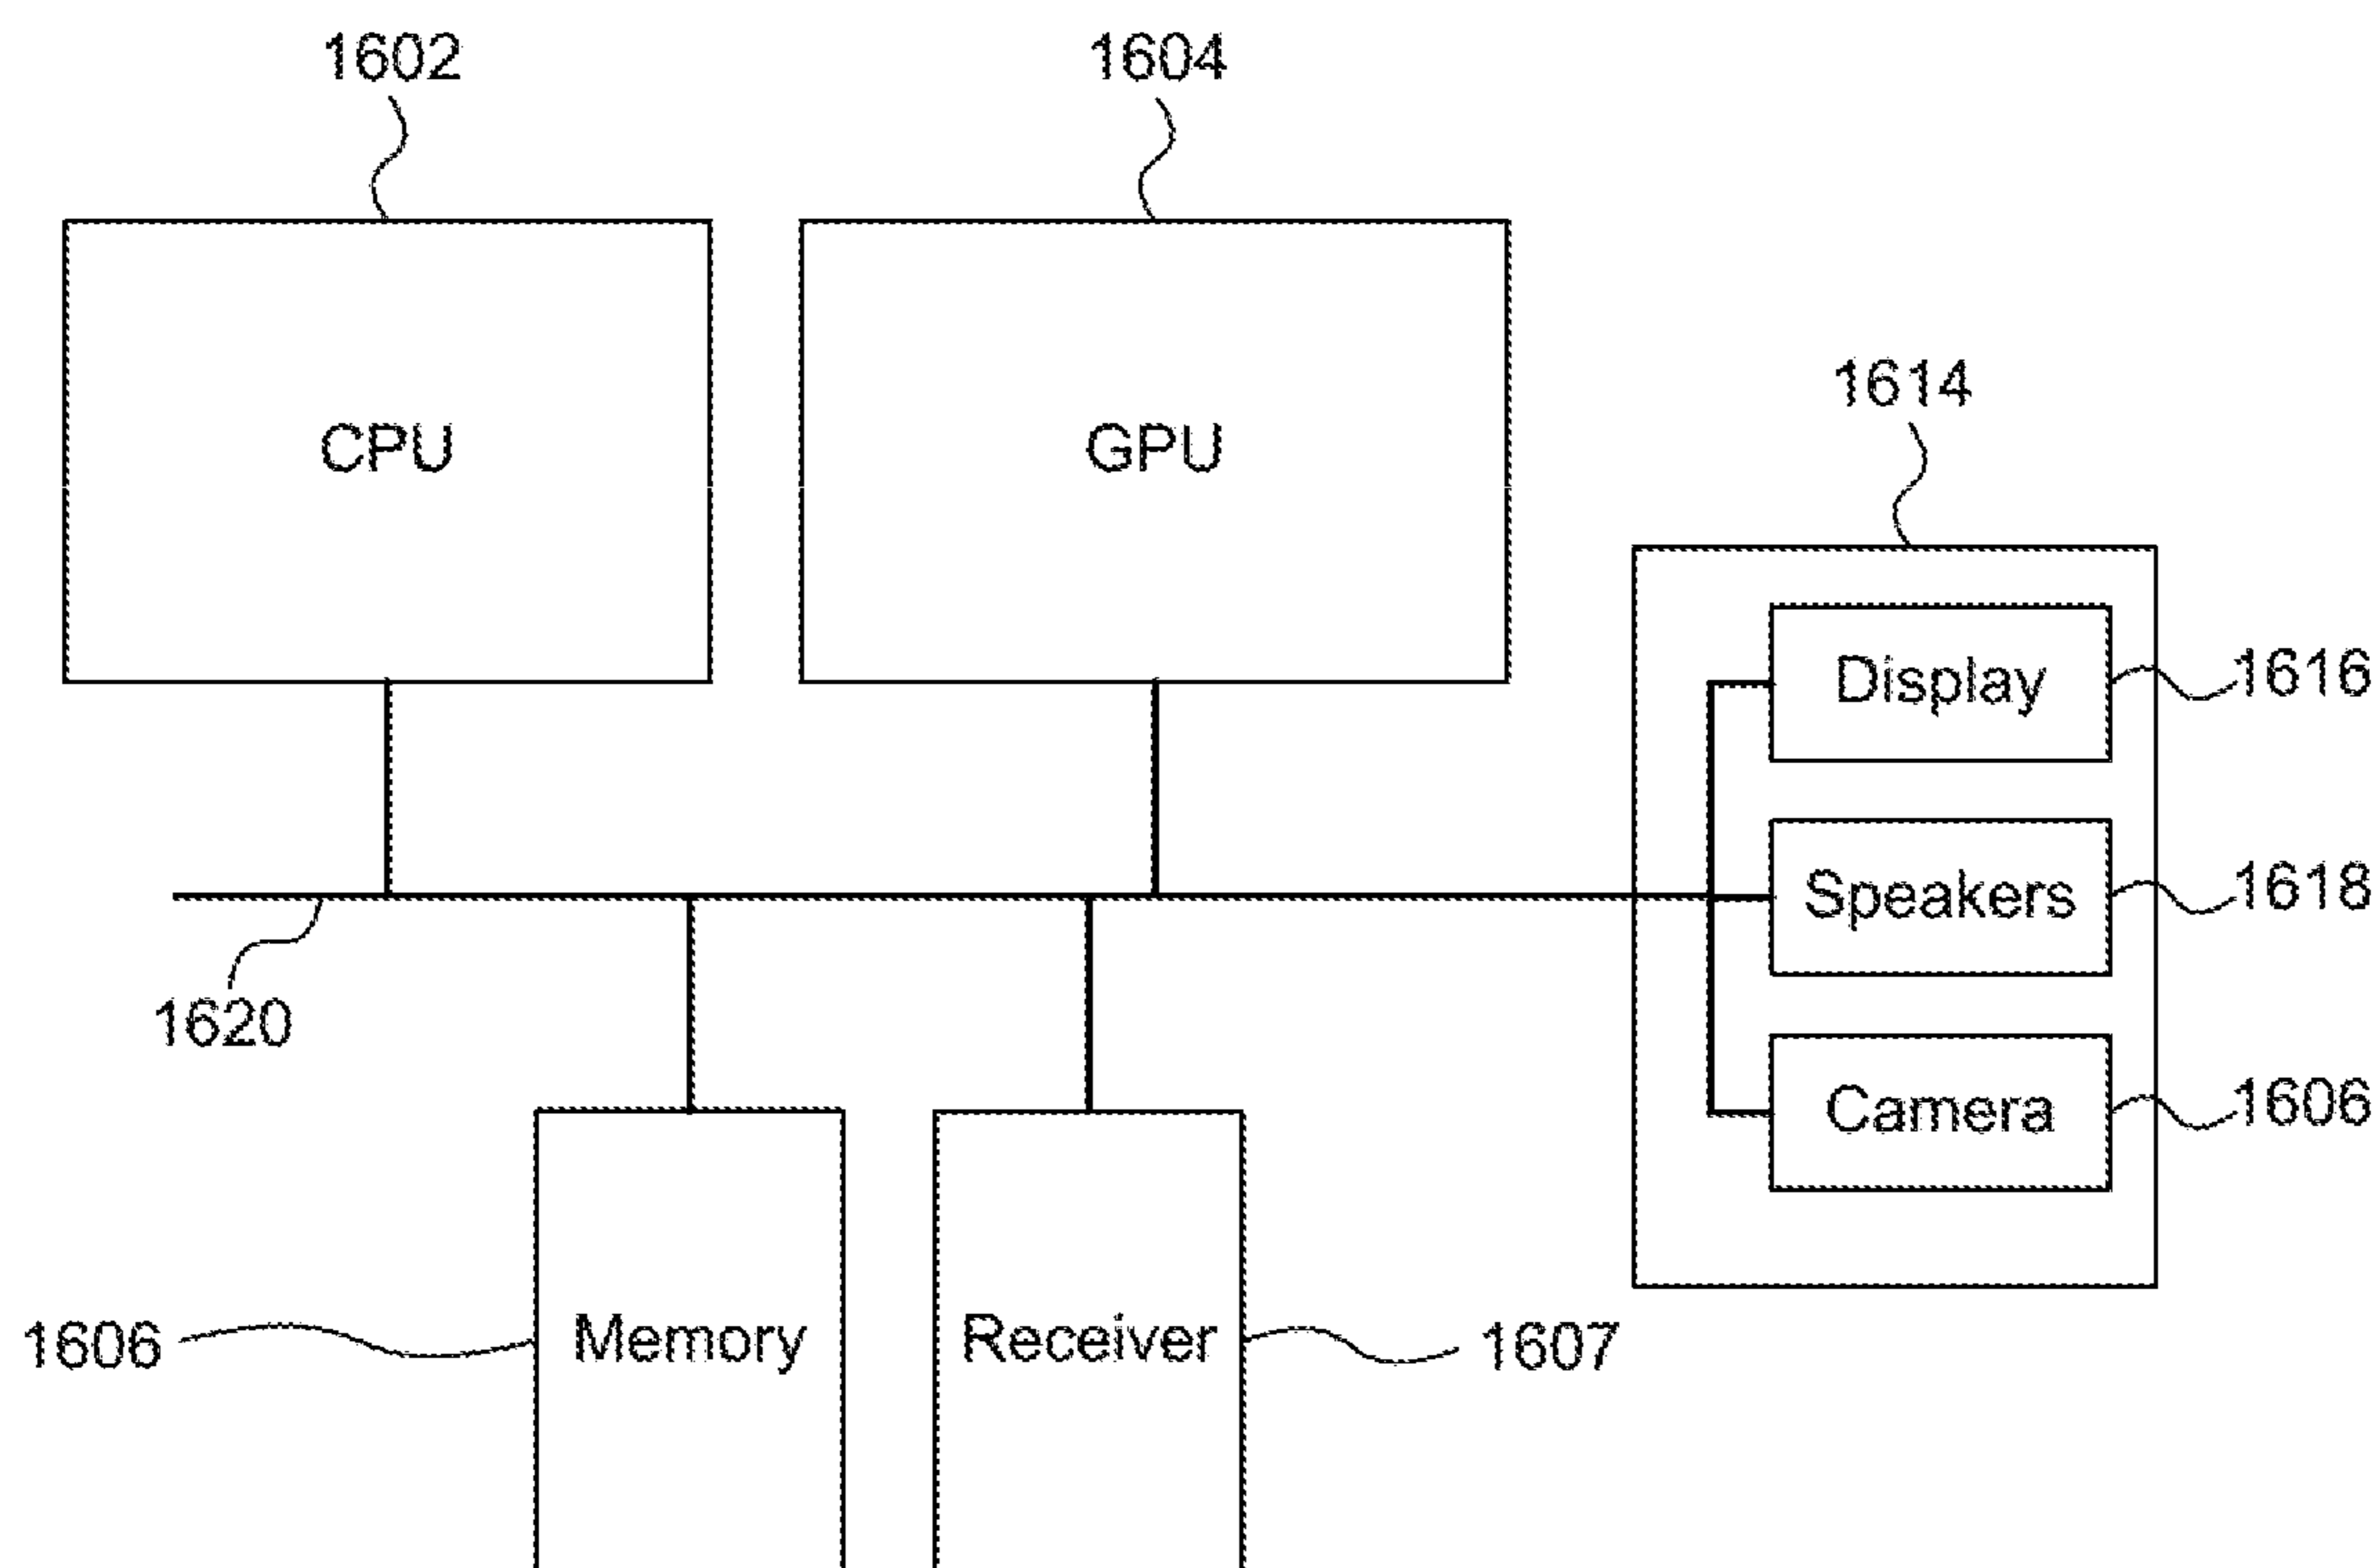 1602
1604
CPU
GPU
1614
Display
1616
Speakers
1618
1620
Camera
1606
1606
Memory
Receiver
1607